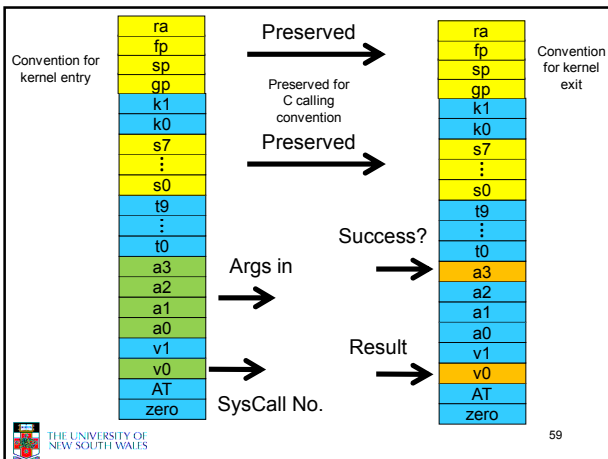 Convention for
kernel entry
ra
fp
sp
gp
k1
k0
s7
⋮
s0
t9
⋮
t0
a3
a2
a1
a0
v1
v0
AT
zero
Preserved
Preserved for
C calling
convention
Preserved
Args in
SysCall No.
Success?
Result
ra
fp
sp
gp
k1
k0
s7
⋮
s0
t9
⋮
t0
a3
a2
a1
a0
v1
v0
AT
zero
Convention
for kernel
exit
THE UNIVERSITY OF
NEW SOUTH WALES
59